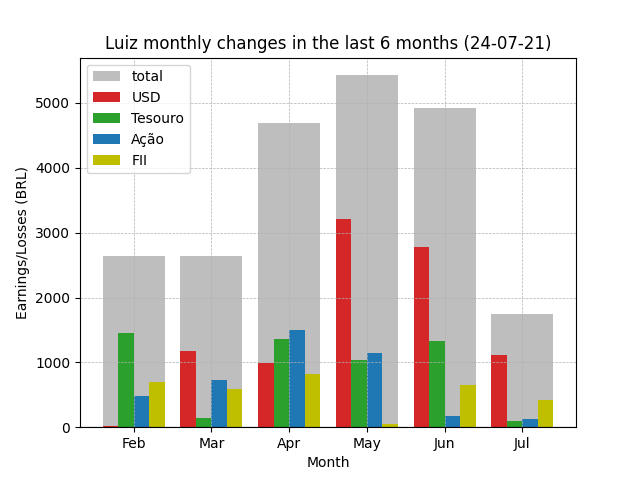 Luiz monthly changes in the last 6 months (24-07-21)
total
USD
Tesouro
Ação
FII
5000
4000
3000
2000
1000
0
Earnings/Losses (BRL)
Feb Mar Apr May Jun Jul
Month